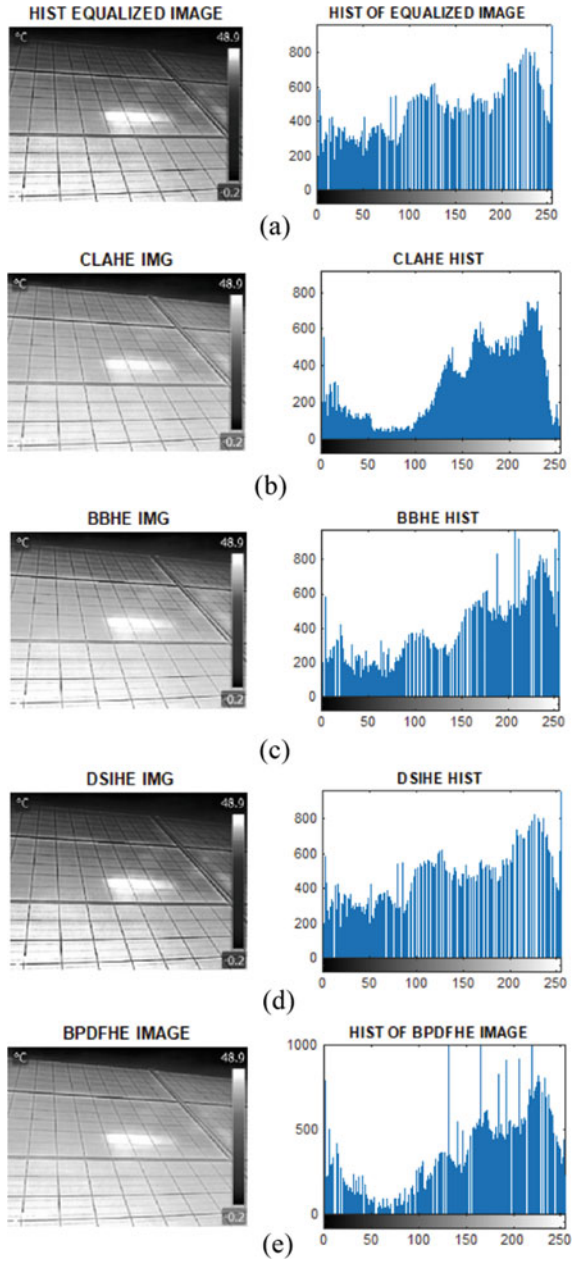 HIST EQUALIZED IMAGE
°C
48.9
-0.2
HIST OF EQUALIZED IMAGE
800
600
400
200
0
0 50 100 150 200 250
(a)
CLAHE IMG
°C
48.9
-0.2
CLAHE HIST
800
600
400
200
0
0 50 100 150 200 250
(b)
BBHE IMG
°C
48.9
-0.2
BBHE HIST
800
600
400
200
0
0 50 100 150 200 250
(c)
DSIHE IMG
°C
48.9
-0.2
DSIHE HIST
800
600
400
200
0
0 50 100 150 200 250
(d)
BPDFHE IMAGE
°C
48.9
-0.2
HIST OF BPDFHE IMAGE
1000
500
0
0 50 100 150 200 250
(e)